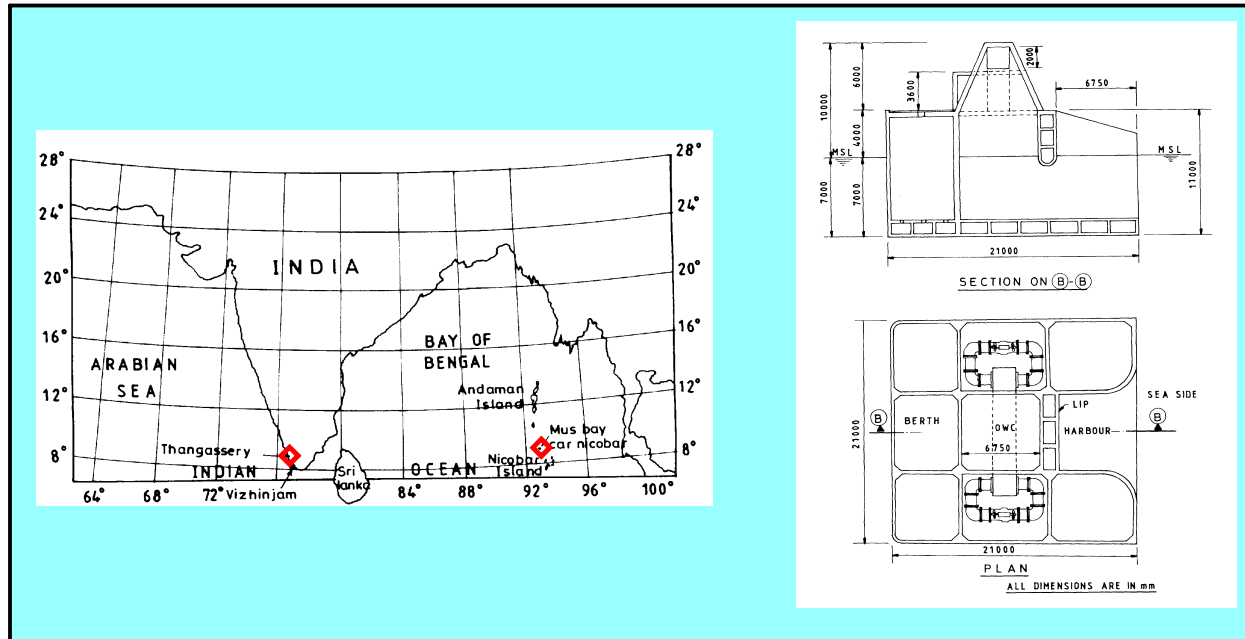 28°
24°
20°
16°
12°
8°
28°
24°
20°
16°
12°
8°
INDIA
ARABIAN
SEA
BAY OF
BENGAL
Andaman
Island
Mus bay
car nicobar
Nicobar
Island
Thangassery
INDIAN
OCEAN
Vizhinjam
Sri
lanka
64°
68°
72°
84°
88°
92°
96°
100°
10000
6000
3600
2000
6750
4000
MSL
MSL
7000
7000
11000
21000
SECTION ON B-B
21000
B
BERTH
OWC
6750
LIP
HARBOUR
SEA SIDE
B
21000
PLAN
ALL DIMENSIONS ARE IN mm